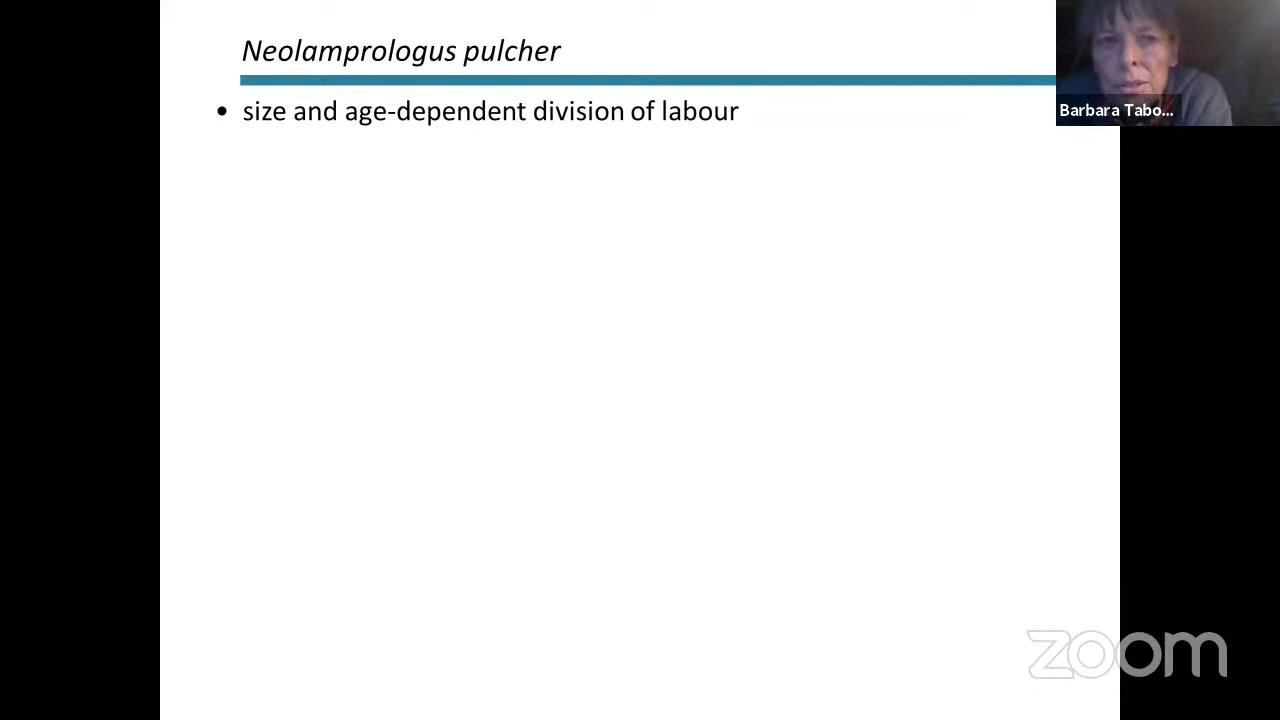 Neolamprologus pulcher
• size and age-dependent division of labour
Barbara Tabo...
zoom